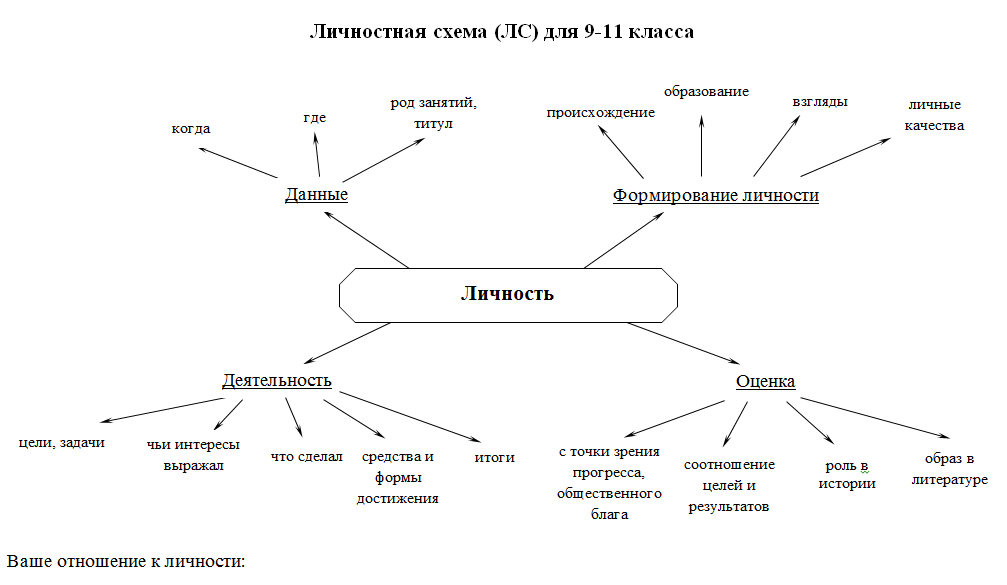 Личностная схема (ЛС) для 9-11 класса
когда
где
род занятий,
титул
происхождение
образование
взгляды
личные
качества
Данные
Формирование личности
Личность
Деятельность
Оценка
цели, задачи
чьи интересы
выражал
что сделал
средства и
формы
достижения
итоги
с точки зрения
прогресса,
общественного
блага
соотношение
целей и
результатов
роль в
истории
образ в
литературе
Ваше отношение к личности: